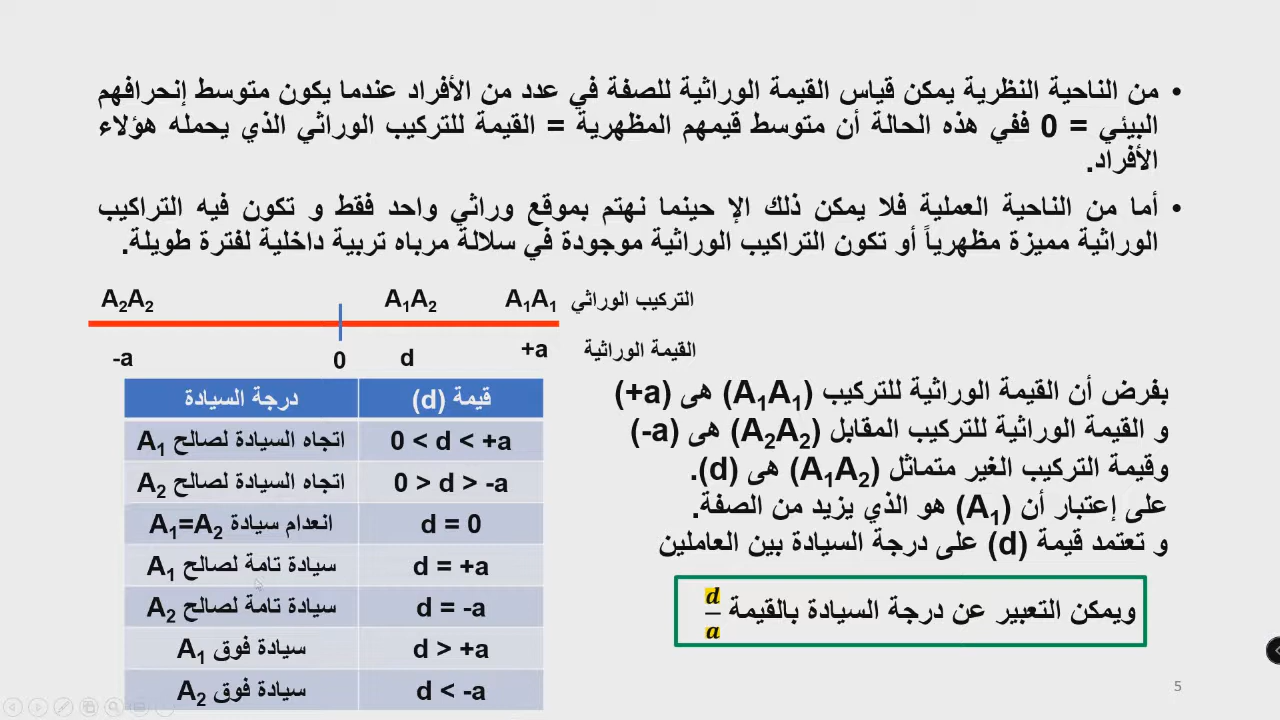 • من الناحية النظرية يمكن قياس القيمة الوراثية للصفة في عدد من الأفراد عندما يكون متوسط إنحرافهم
البيئي = 0 ففي هذه الحالة أن متوسط قيمهم المظهرية = القيمة للتركيب الوراثي الذي يحمله هؤلاء
الأفراد.
• أما من الناحية العملية فلا يمكن ذلك الإ حينما نهتم بموقع وراثي واحد فقط و تكون فيه التراكيب
الوراثية مميزة مظهرياً أو تكون التراكيب الوراثية موجودة في سلالة مرباه تربية داخلية لفترة طويلة.
التركيب الوراثي A₁A₁ A₁A₂ A₂A₂
القيمة الوراثية +a d 0 -a
بفرض أن القيمة الوراثية للتركيب (A₁A₁) هى (+a)
و القيمة الوراثية للتركيب المقابل (A₂A₂) هى (-a)
وقيمة التركيب الغير متماثل (A₁A₂) هى (d).
على إعتبار أن (A₁) هو الذي يزيد من الصفة.
و تعتمد قيمة (d) على درجة السيادة بين العاملين
ويمكن التعبير عن درجة السيادة بالقيمة d/a
قيمة (d) درجة السيادة
0 < d < +a اتجاه السيادة لصالح A₁
0 > d > -a اتجاه السيادة لصالح A₂
d = 0 انعدام سيادة A₁=A₂
d = +a سيادة تامة لصالح A₁
d = -a سيادة تامة لصالح A₂
d > +a سيادة فوق A₁
d < -a سيادة فوق A₂
5